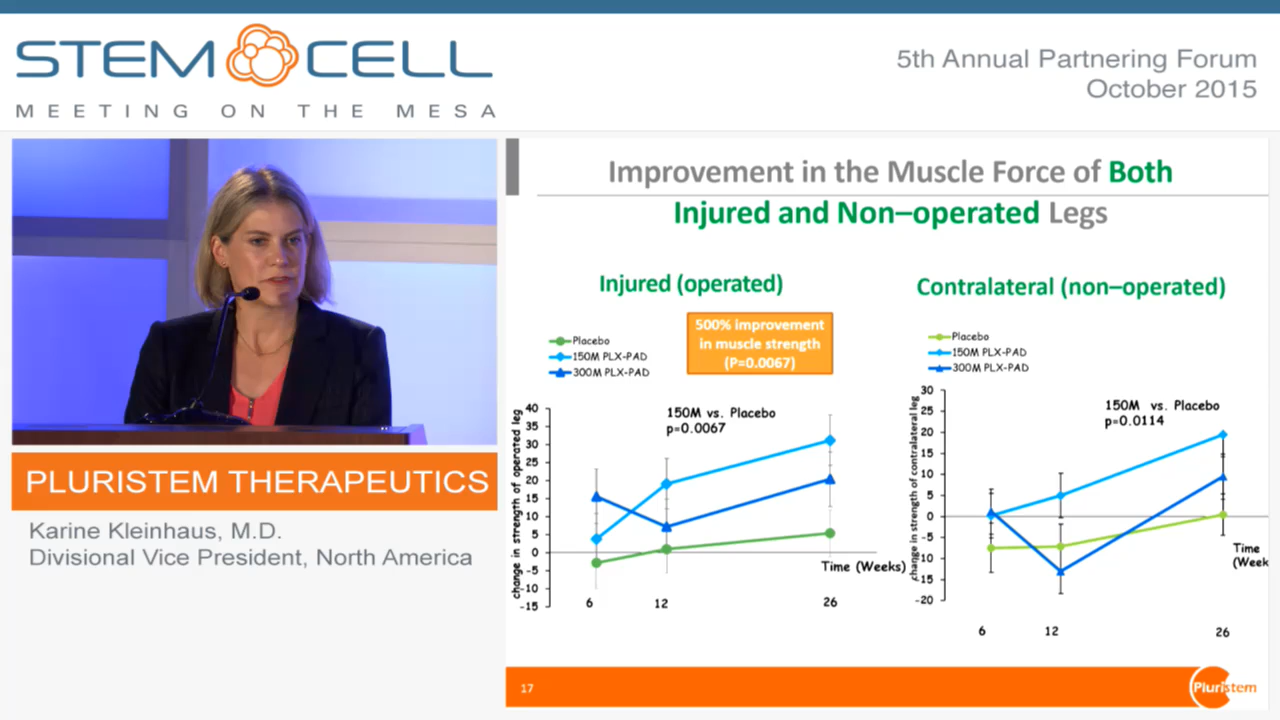 STEM CELL
MEETING ON THE MESA
5th Annual Partnering Forum
October 2015
PLURISTEM THERAPEUTICS
Karine Kleinhaus, M.D.
Divisional Vice President, North America
Improvement in the Muscle Force of Both
Injured and Non–operated Legs
Injured (operated)
500% improvement
in muscle strength
(P=0.0067)
Placebo
150M PLX-PAD
300M PLX-PAD
150M vs. Placebo
p=0.0067
change in strength of operated leg
40
35
30
25
20
15
10
5
0
-5
-10
-15
Time (Weeks)
6 12 26
Contralateral (non–operated)
Placebo
150M PLX-PAD
300M PLX-PAD
150M vs. Placebo
p=0.0114
change in strength of contralateral leg
30
25
20
15
10
5
0
-5
-10
-15
-20
Time
(Week
6 12 26
17
Pluristem